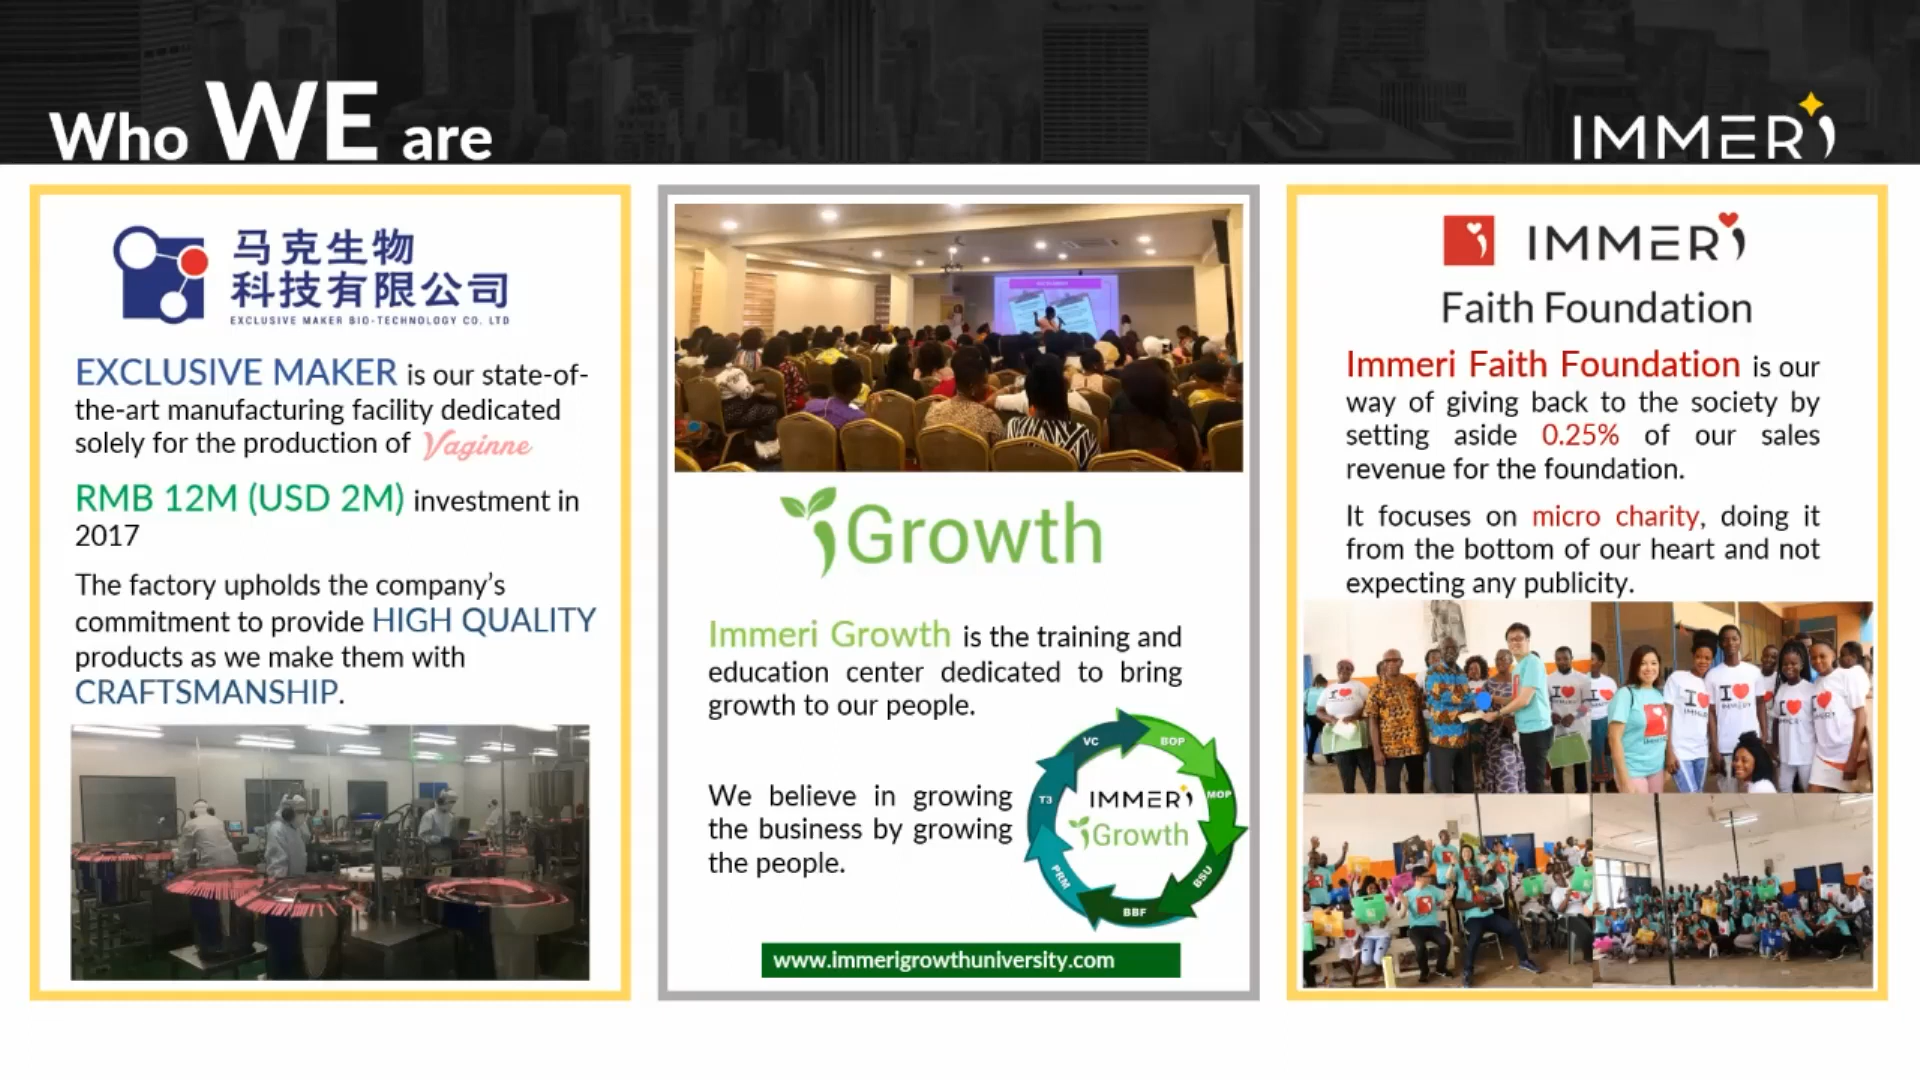 Who WE are
IMMERI
马克生物
科技有限公司
EXCLUSIVE MAKER BIO-TECHNOLOGY CO. LTD
EXCLUSIVE MAKER is our state-of-
the-art manufacturing facility dedicated
solely for the production of Vaginne
RMB 12M (USD 2M) investment in
2017
The factory upholds the company's
commitment to provide HIGH QUALITY
products as we make them with
CRAFTSMANSHIP.
iGrowth
Immeri Growth is the training and
education center dedicated to bring
growth to our people.
We believe in growing
the business by growing
the people.
VC
BOP
T3
MOP
IMMERI
iGrowth
PRM
BSU
BBF
www.immerigrowthuniversity.com
IMMERI
Faith Foundation
Immeri Faith Foundation is our
way of giving back to the society by
setting aside 0.25% of our sales
revenue for the foundation.
It focuses on micro charity, doing it
from the bottom of our heart and not
expecting any publicity.